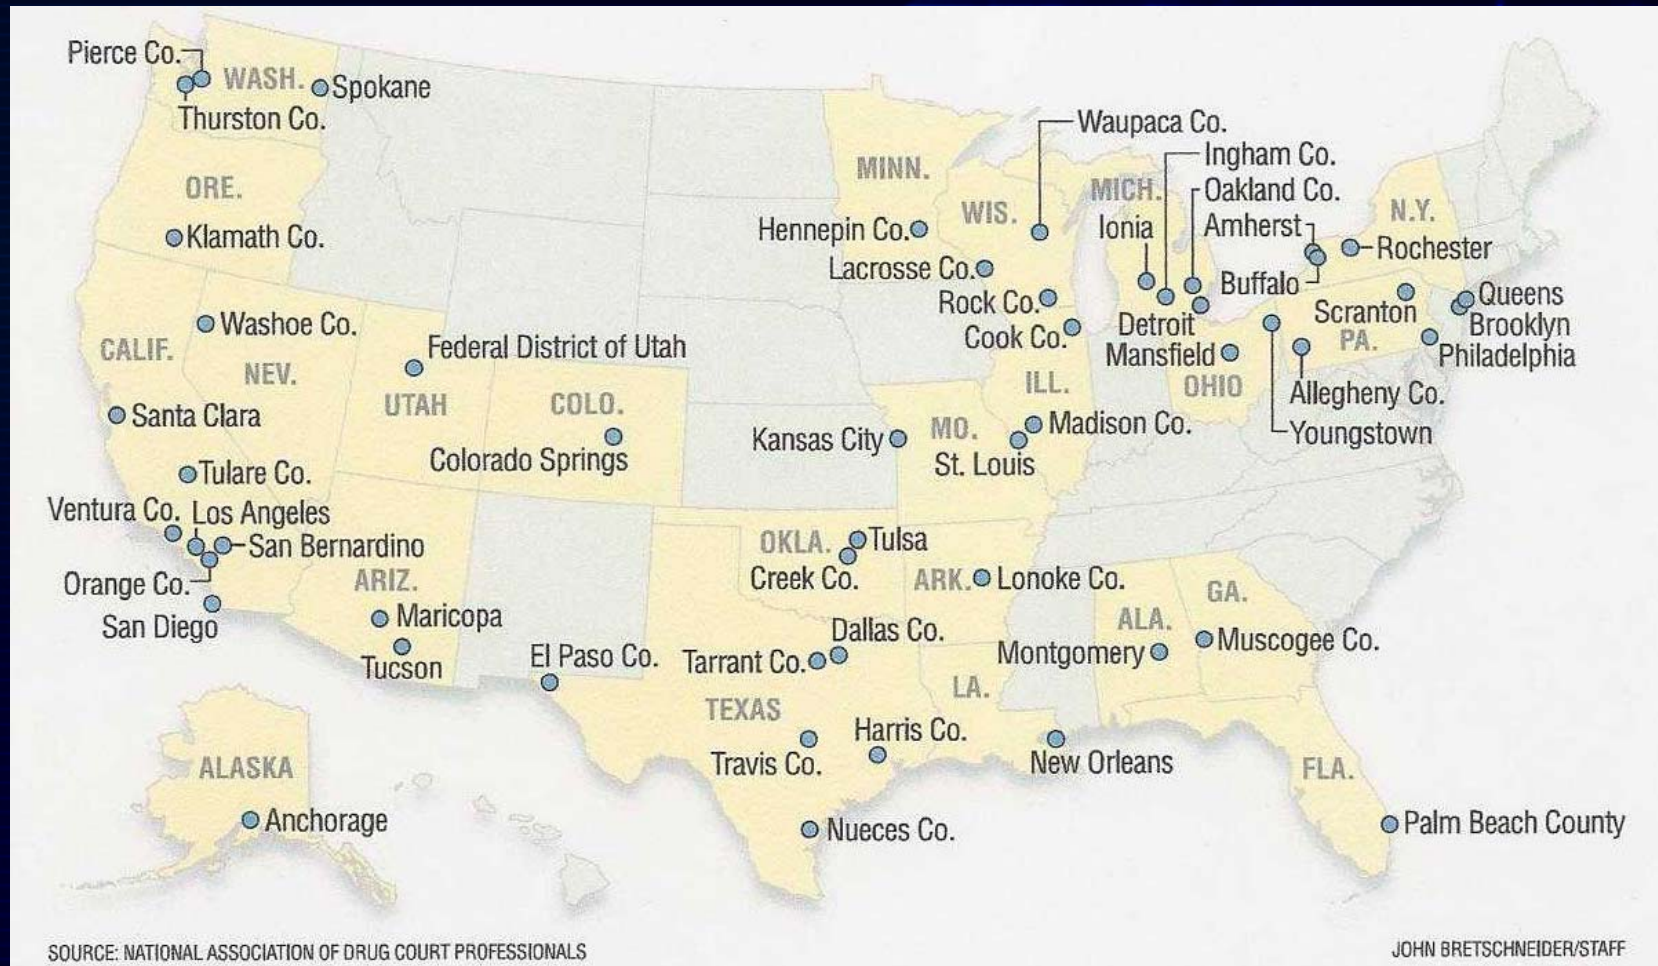 Pierce Co.
WASH.
Spokane
Thurston Co.
ORE.
Klamath Co.
Washoe Co.
CALIF.
NEV.
Santa Clara
Tulare Co.
Ventura Co.
Los Angeles
San Bernardino
Orange Co.
San Diego
Federal District of Utah
UTAH
COLO.
Colorado Springs
ARIZ.
Maricopa
Tucson
El Paso Co.
MINN.
Hennepin Co.
WIS.
Waupaca Co.
Lacrosse Co.
Rock Co.
Cook Co.
ILL.
Kansas City
MO.
Madison Co.
St. Louis
MICH.
Ingham Co.
Oakland Co.
Ionia
Detroit
Mansfield
OHIO
Youngstown
Amherst
Buffalo
N.Y.
Rochester
Scranton
Queens
Brooklyn
PA.
Philadelphia
Allegheny Co.
OKLA.
Tulsa
Creek Co.
ARK.
Lonoke Co.
Dallas Co.
Tarrant Co.
TEXAS
Travis Co.
Harris Co.
Nueces Co.
LA.
New Orleans
ALA.
Montgomery
GA.
Muscogee Co.
FLA.
Palm Beach County
ALASKA
Anchorage
SOURCE: NATIONAL ASSOCIATION OF DRUG COURT PROFESSIONALS
JOHN BRETSCHNEIDER/STAFF